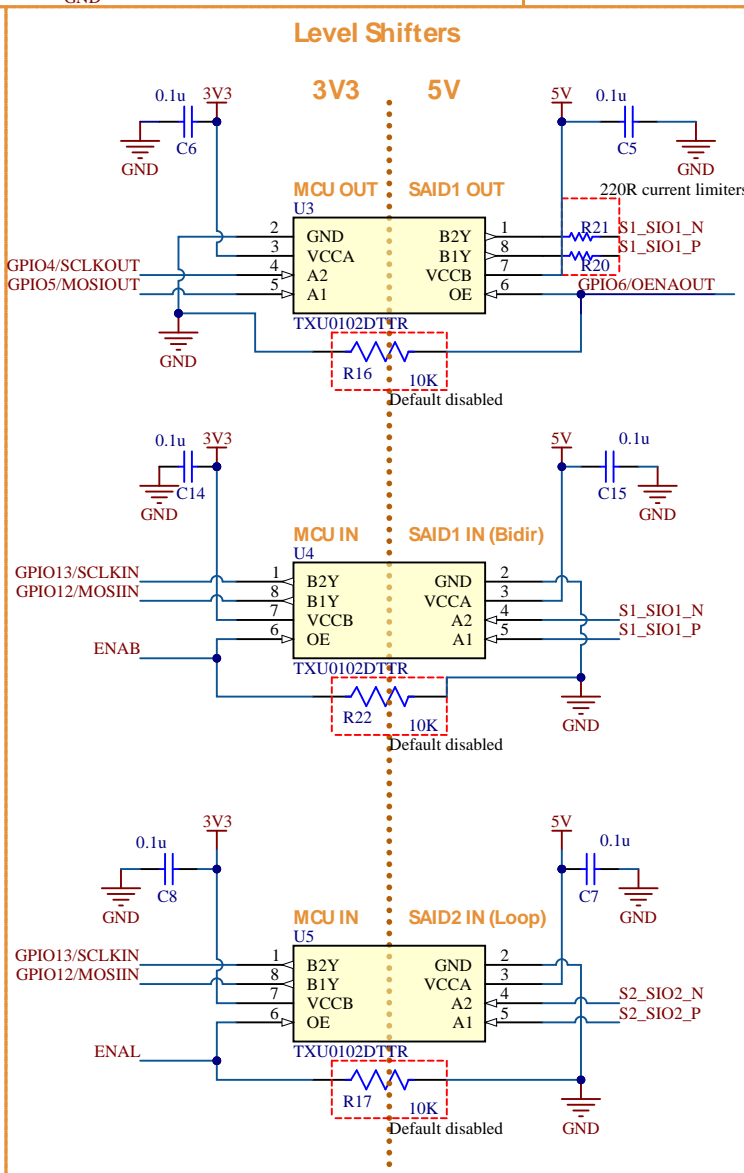 GND
Level Shifters
3V3 5V
0.1u 3V3 5V 0.1u
C6 C5
GND GND
220R current limiters
MCU OUT SAID1 OUT
U3
2 GND B2Y 1 R21 S1_SIO1_N
3 VCCA B1Y 8 S1_SIO1_P
GPIO4/SCLKOUT 4 A2 VCCB 7 R20
GPIO5/MOSIOUT 5 A1 OE 6 GPIO6/OENAOUT
TXU0102DTTR
GND
R16 10K
Default disabled
0.1u 3V3 5V 0.1u
C14 C15
GND GND
MCU IN SAID1 IN (Bidir)
U4
GPIO13/SCLKIN 1 B2Y GND 2
GPIO12/MOSIIN 8 B1Y VCCA 3
7 VCCB A2 4 S1_SIO1_N
6 OE A1 5 S1_SIO1_P
ENAB
TXU0102DTTR
R22 10K
GND
Default disabled
3V3 5V
0.1u 0.1u
C8 C7
GND GND
MCU IN SAID2 IN (Loop)
U5
GPIO13/SCLKIN 1 B2Y GND 2
GPIO12/MOSIIN 8 B1Y VCCA 3
7 VCCB A2 4 S2_SIO2_N
6 OE A1 5 S2_SIO2_P
ENAL
TXU0102DTTR
R17 10K
GND
Default disabled